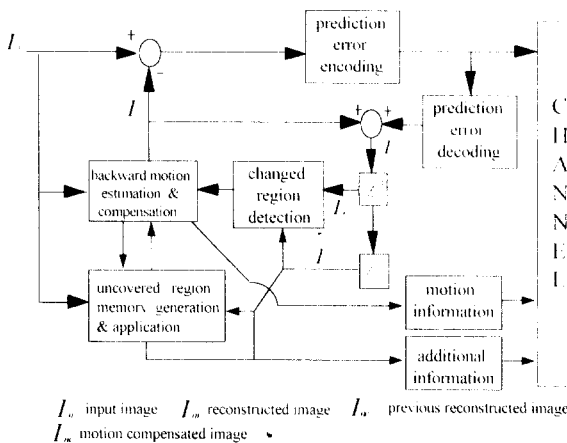 I
prediction
error
encoding
+
-
I
+
+
I
prediction
error
decoding
C
H
A
N
N
E
L
backward motion
estimation &
compensation
changed
region
detection
I
I
uncovered region
memory generation
& application
motion
information
additional
information
I input image I reconstructed image I previous reconstructed image
I motion compensated image